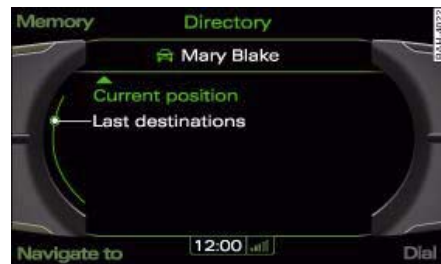 Memory
Directory
Mary Blake
Current position
Last destinations
Navigate to
12:00
Dial